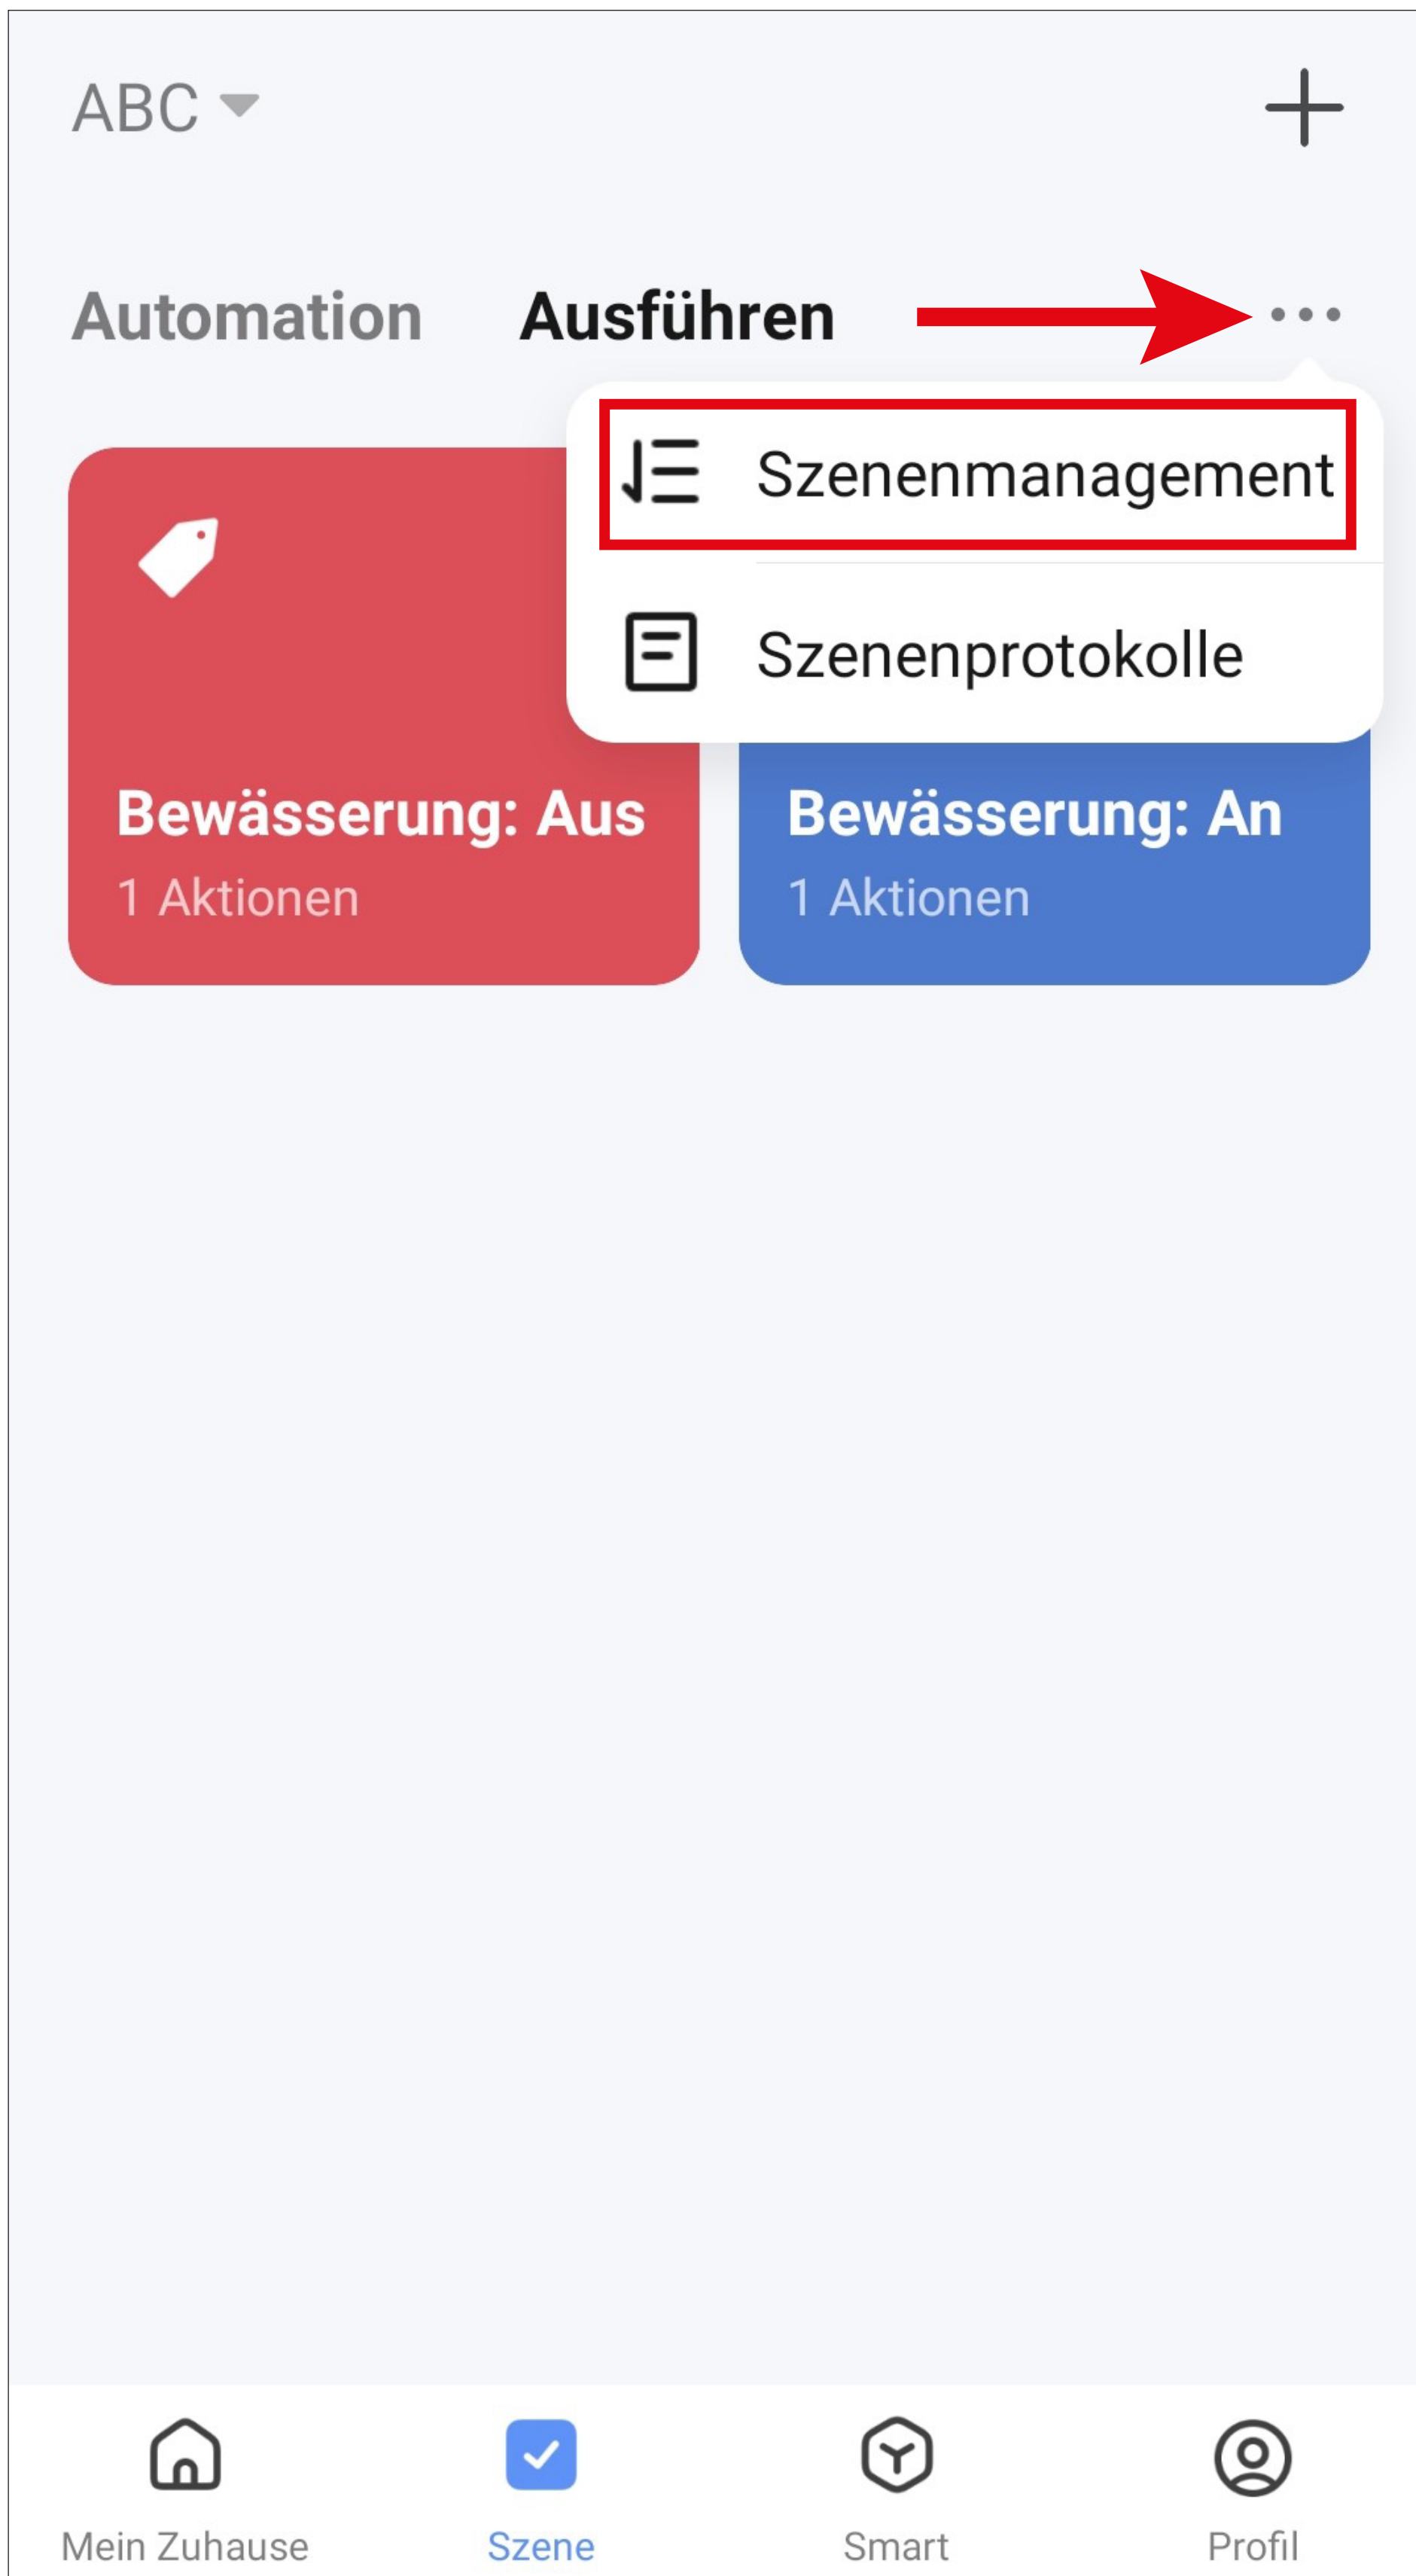 ABC
Automation Ausführen
Szenenmanagement
Szenenprotokolle
Bewässerung: Aus
1 Aktionen
Bewässerung: An
1 Aktionen
Mein Zuhause Szene Smart Profil